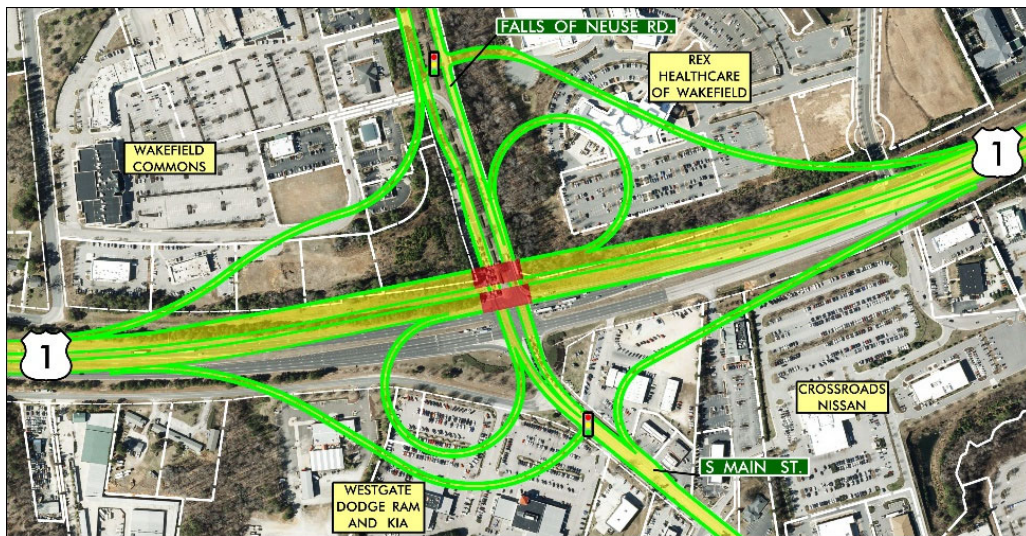 FALLS OF NEUSE RD.
REX
HEALTHCARE
OF WAKEFIELD
WAKEFIELD
COMMONS
1
1
CROSSROADS
NISSAN
S MAIN ST.
WESTGATE
DODGE RAM
AND KIA